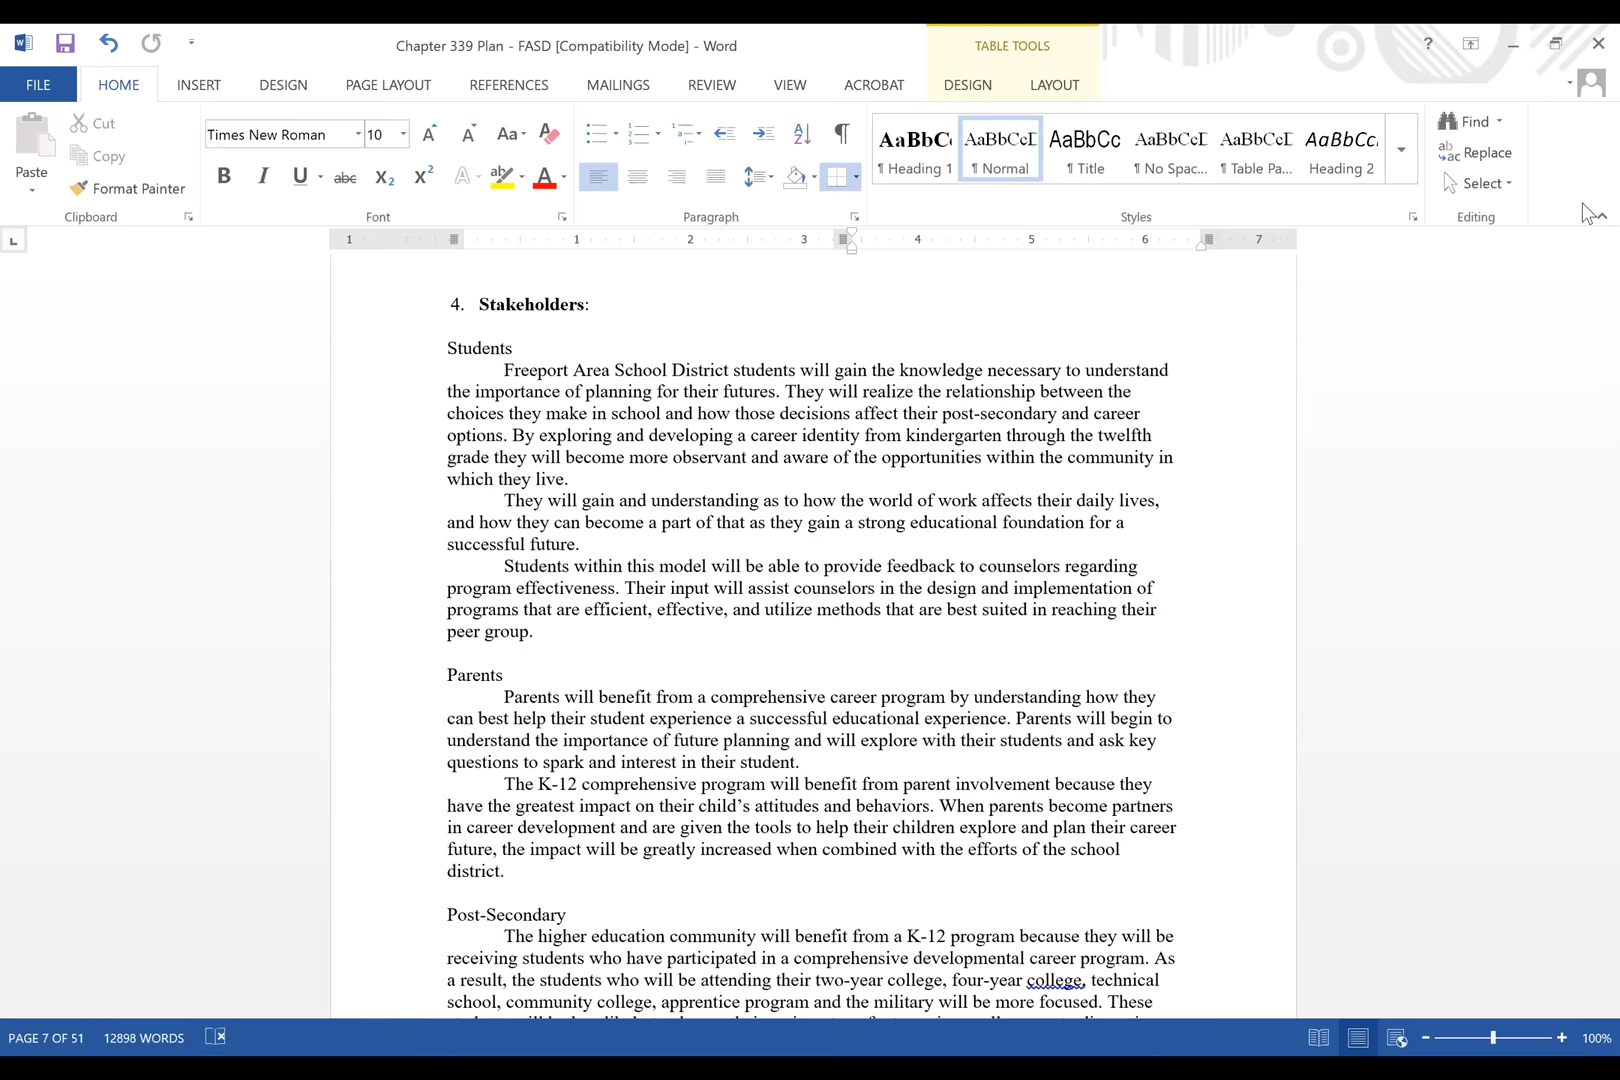 Chapter 339 Plan - FASD [Compatibility Mode] - Word
TABLE TOOLS
?
FILE HOME INSERT DESIGN PAGE LAYOUT REFERENCES MAILINGS REVIEW VIEW ACROBAT DESIGN LAYOUT
Paste
Cut
Copy
Format Painter
Clipboard
Times New Roman 10
Font
Paragraph
AaBbC AaBbCcD AaBbCc AaBbCcD AaBbCcD AaBbCc
¶ Heading 1 ¶ Normal ¶ Title ¶ No Spac... ¶ Table Pa... Heading 2
Styles
Find
Replace
Select
Editing
1 1 2 3 4 5 6 7
4. Stakeholders:
Students
Freeport Area School District students will gain the knowledge necessary to understand
the importance of planning for their futures. They will realize the relationship between the
choices they make in school and how those decisions affect their post-secondary and career
options. By exploring and developing a career identity from kindergarten through the twelfth
grade they will become more observant and aware of the opportunities within the community in
which they live.
They will gain and understanding as to how the world of work affects their daily lives,
and how they can become a part of that as they gain a strong educational foundation for a
successful future.
Students within this model will be able to provide feedback to counselors regarding
program effectiveness. Their input will assist counselors in the design and implementation of
programs that are efficient, effective, and utilize methods that are best suited in reaching their
peer group.
Parents
Parents will benefit from a comprehensive career program by understanding how they
can best help their student experience a successful educational experience. Parents will begin to
understand the importance of future planning and will explore with their students and ask key
questions to spark and interest in their student.
The K-12 comprehensive program will benefit from parent involvement because they
have the greatest impact on their child’s attitudes and behaviors. When parents become partners
in career development and are given the tools to help their children explore and plan their career
future, the impact will be greatly increased when combined with the efforts of the school
district.
Post-Secondary
The higher education community will benefit from a K-12 program because they will be
receiving students who have participated in a comprehensive developmental career program. As
a result, the students who will be attending their two-year college, four-year college, technical
school, community college, apprentice program and the military will be more focused. These
PAGE 7 OF 51 12898 WORDS 100%